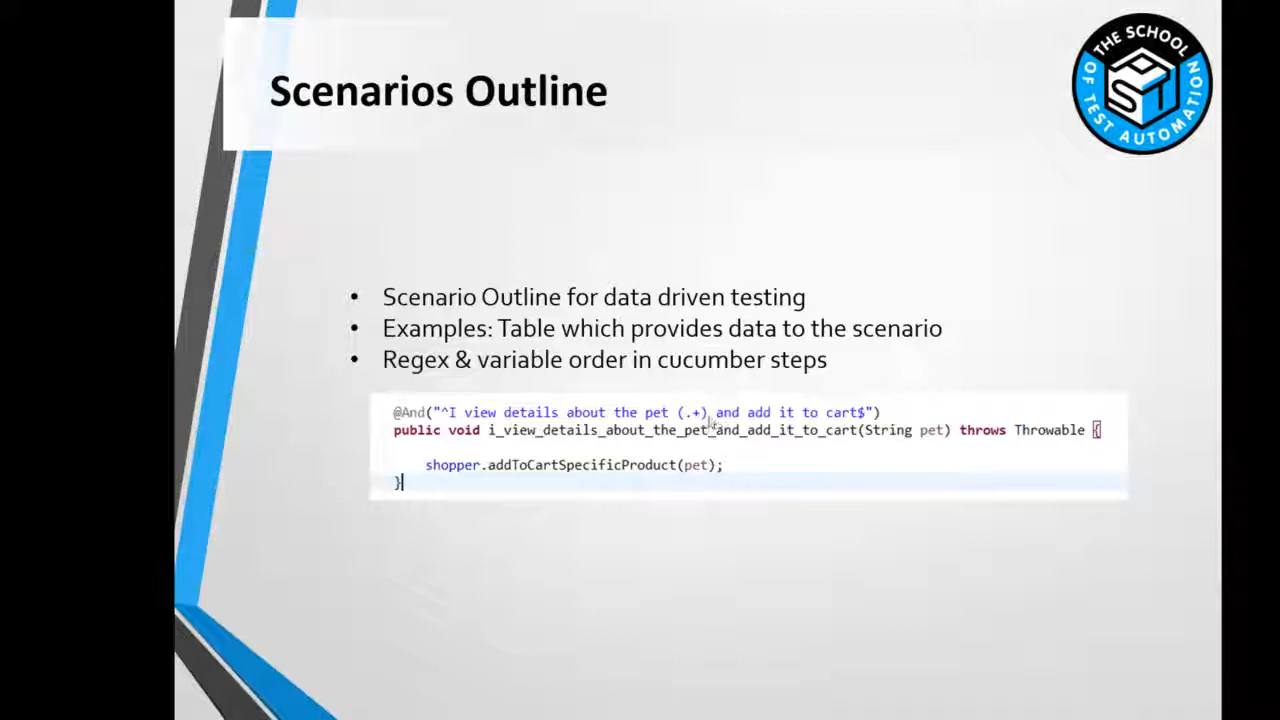 Scenarios Outline
THE SCHOOL
OF TEST AUTOMATION
• Scenario Outline for data driven testing
• Examples: Table which provides data to the scenario
• Regex & variable order in cucumber steps
@And("^I view details about the pet (.+) and add it to cart$")
public void i_view_details_about_the_pet_and_add_it_to_cart(String pet) throws Throwable {
shopper.addToCartSpecificProduct(pet);
}